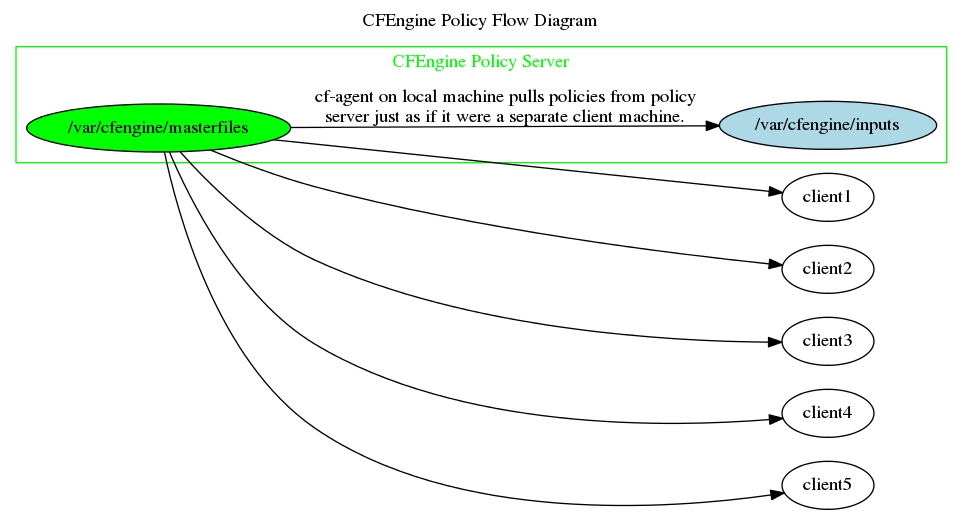 CFEngine Policy Flow Diagram
CFEngine Policy Server
cf-agent on local machine pulls policies from policy
server just as if it were a separate client machine.
/var/cfengine/masterfiles
/var/cfengine/inputs
client1
client2
client3
client4
client5